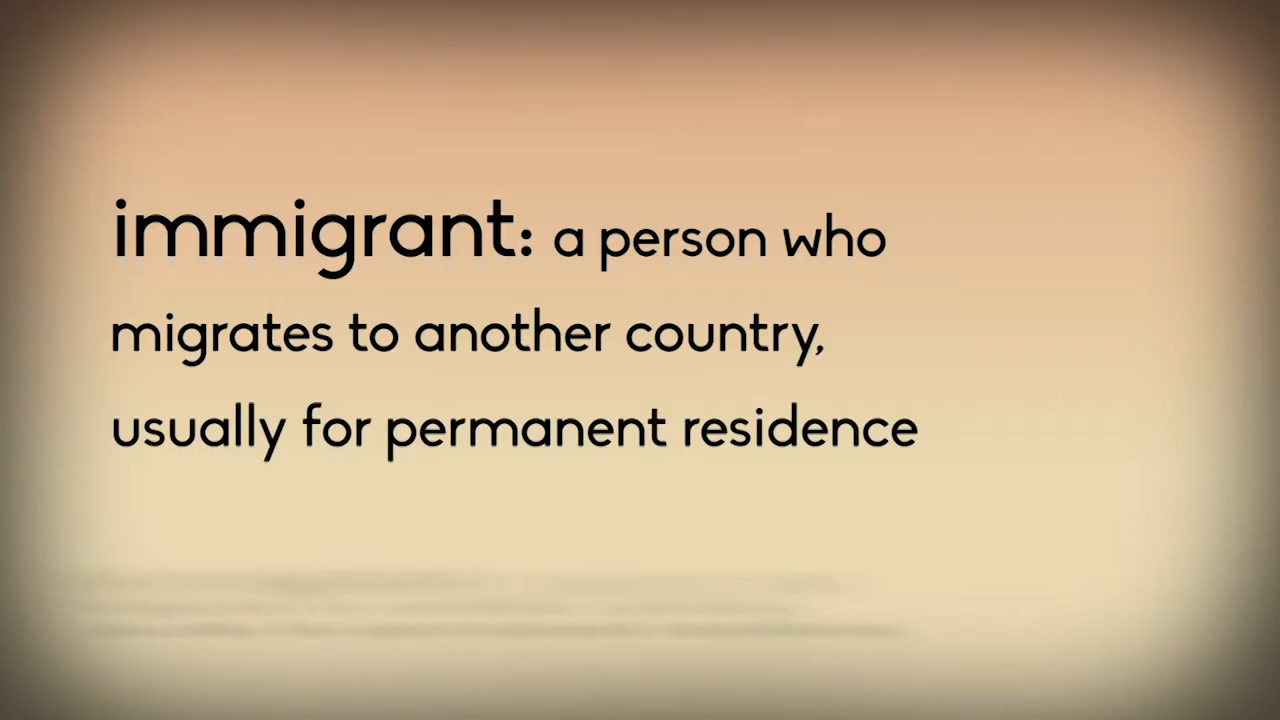 immigrant: a person who
migrates to another country,
usually for permanent residence